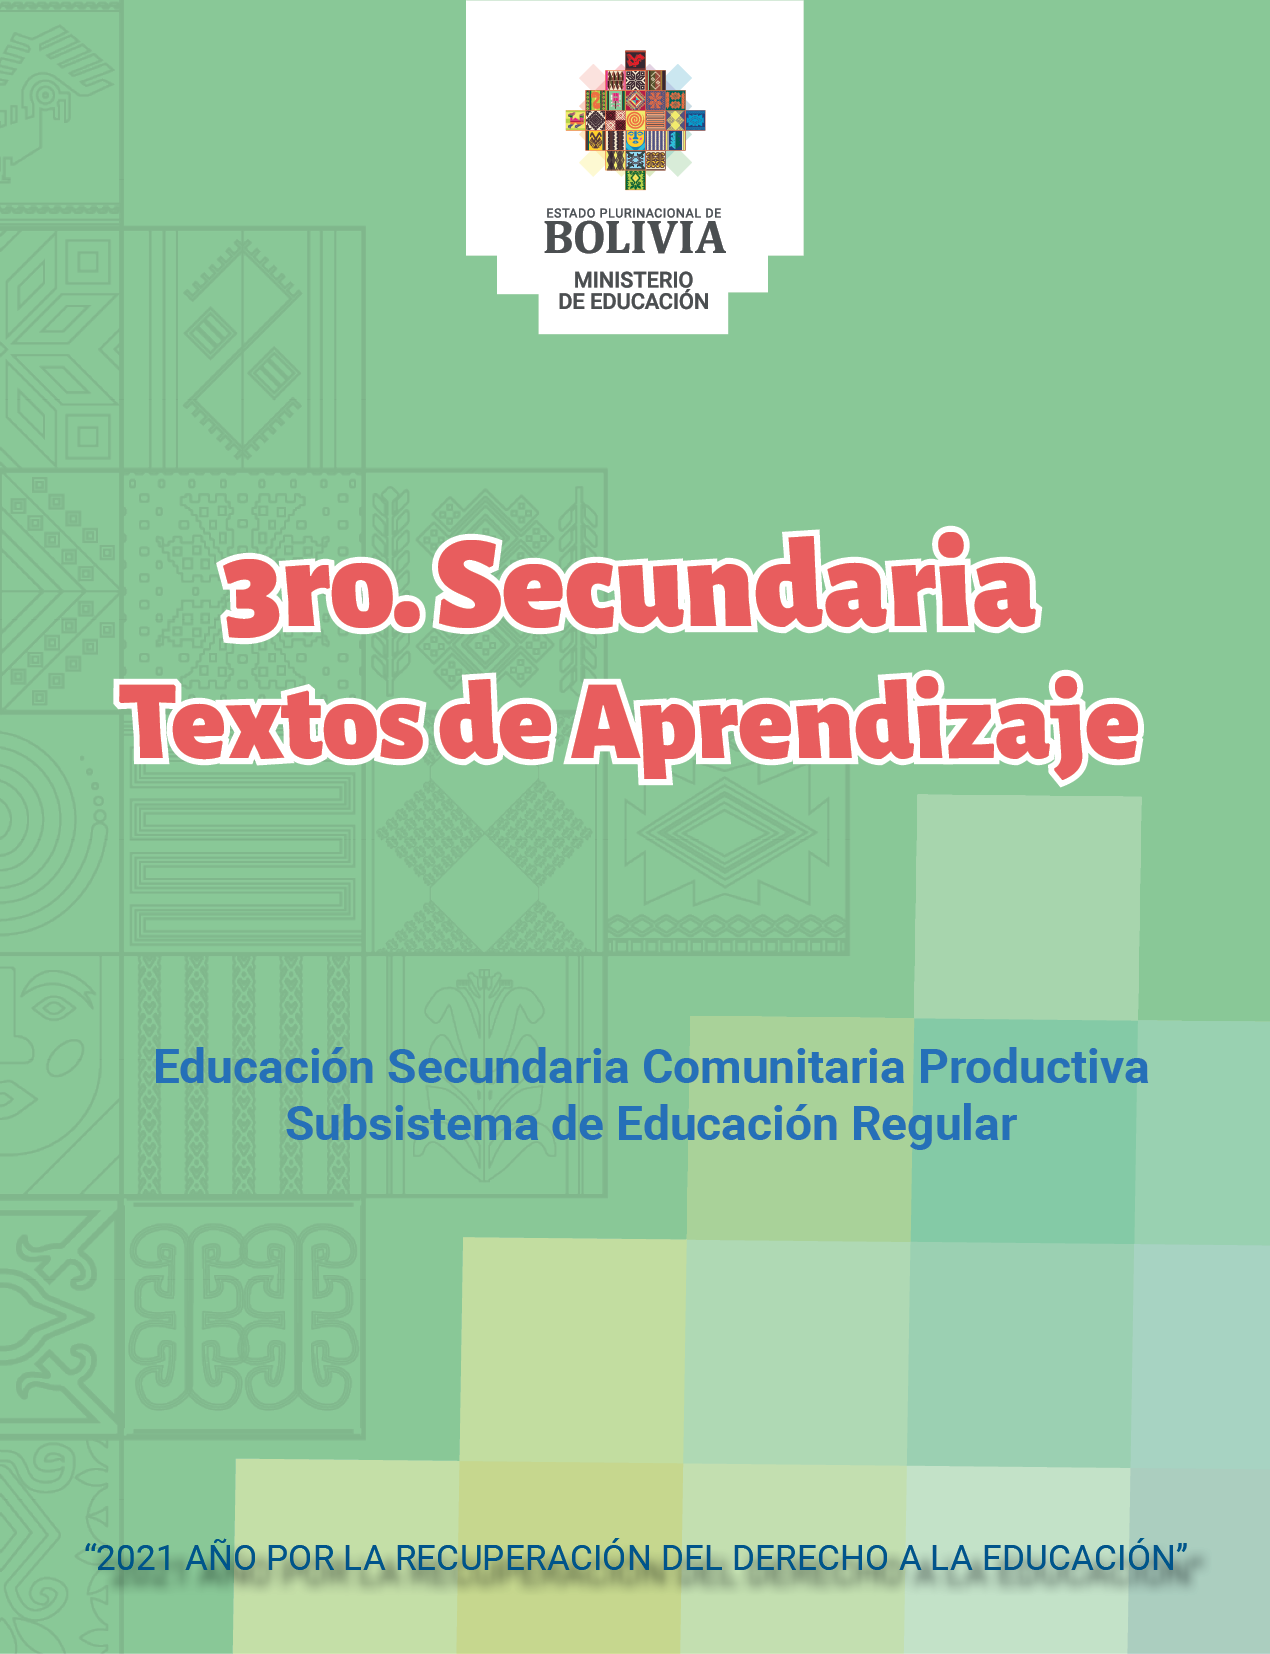 ESTADO PLURINACIONAL DE
BOLIVIA
MINISTERIO
DE EDUCACIÓN
3ro. Secundaria
Textos de Aprendizaje
Educación Secundaria Comunitaria Productiva
Subsistema de Educación Regular
“2021 AÑO POR LA RECUPERACIÓN DEL DERECHO A LA EDUCACIÓN”